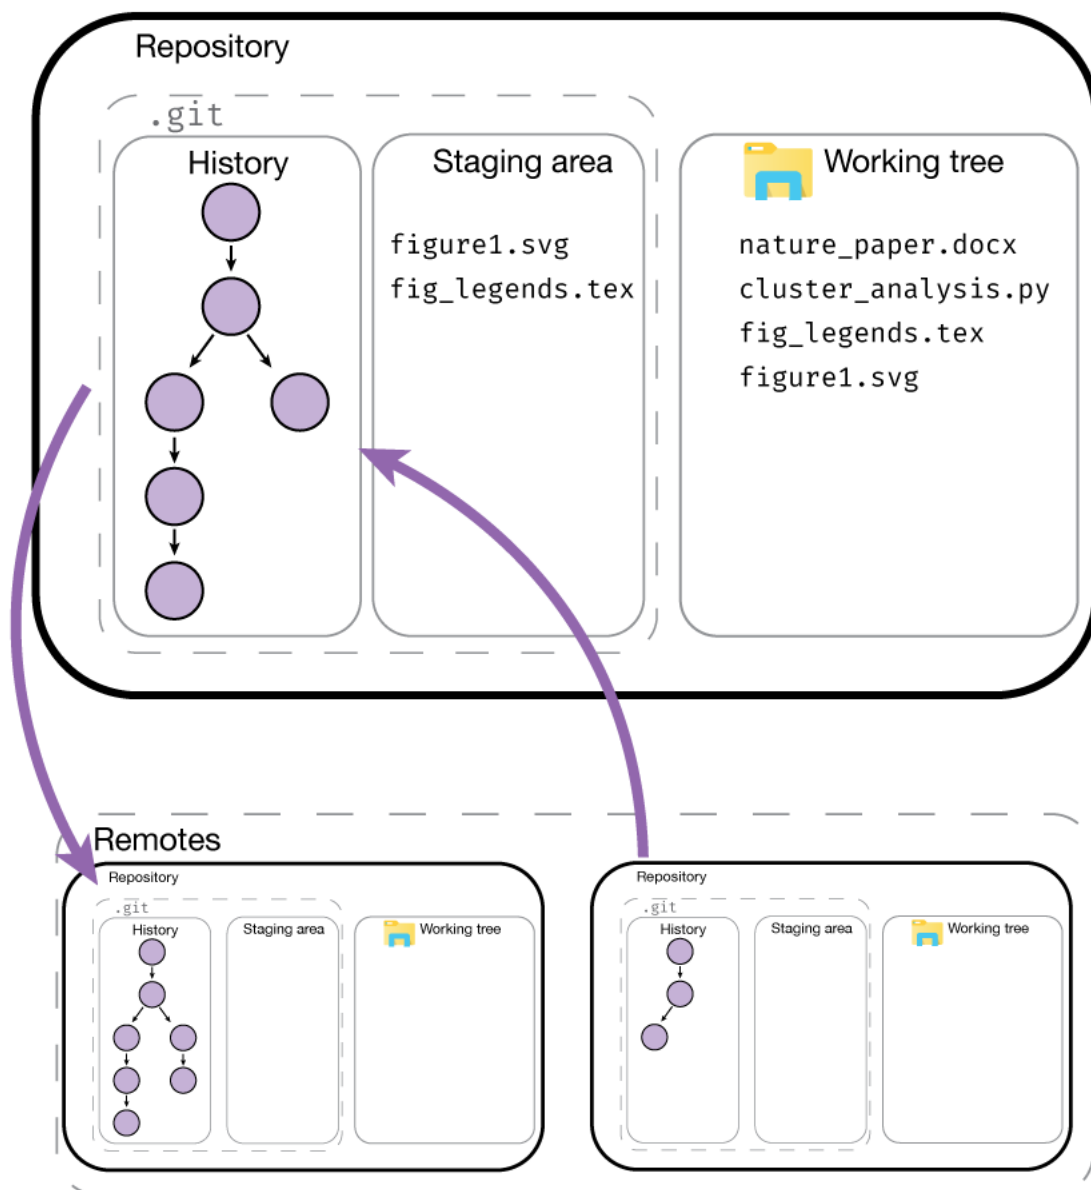 Repository
.git
History
Staging area
Working tree
figure1.svg
fig_legends.tex
nature_paper.docx
cluster_analysis.py
fig_legends.tex
figure1.svg
Remotes
Repository
.git
History
Staging area
Working tree
Repository
.git
History
Staging area
Working tree